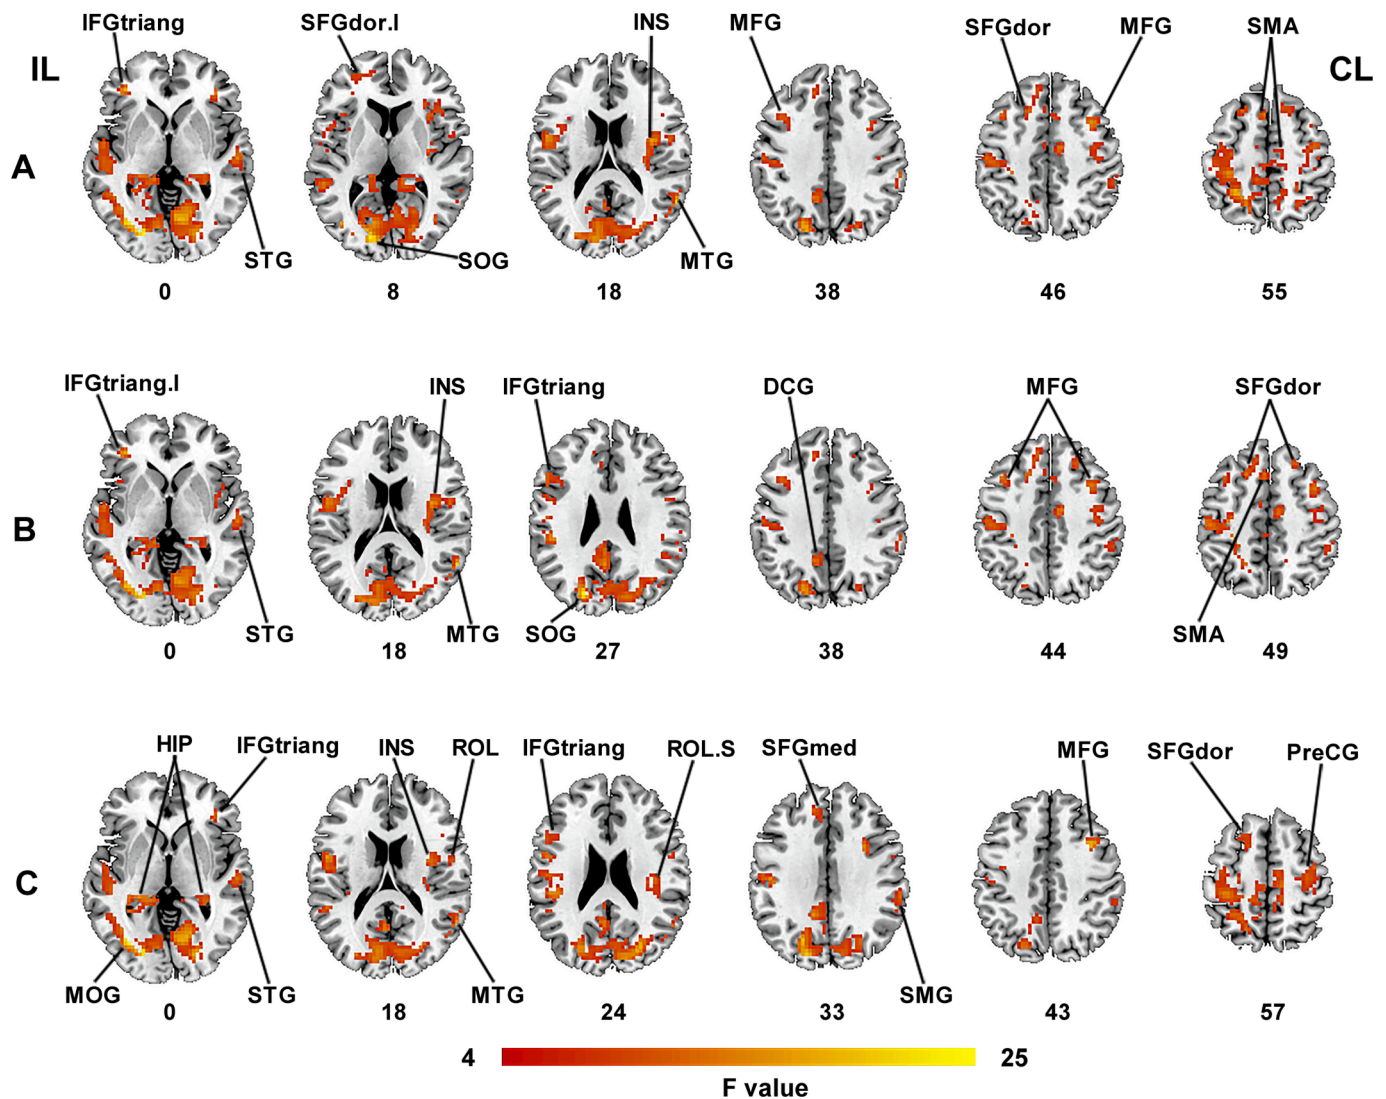 IFGtriang SFGdor.l INS MFG SFGdor MFG SMA
IL CL
A
STG SOG MTG
0 8 18 38 46 55
IFGtriang.l INS IFGtriang DCG MFG SFGdor
B
STG MTG SOG SMA
0 18 27 38 44 49
HIP IFGtriang INS ROL IFGtriang ROL.S SFGmed MFG SFGdor PreCG
C
MOG STG MTG SMG
0 18 24 33 43 57
4 25
F value